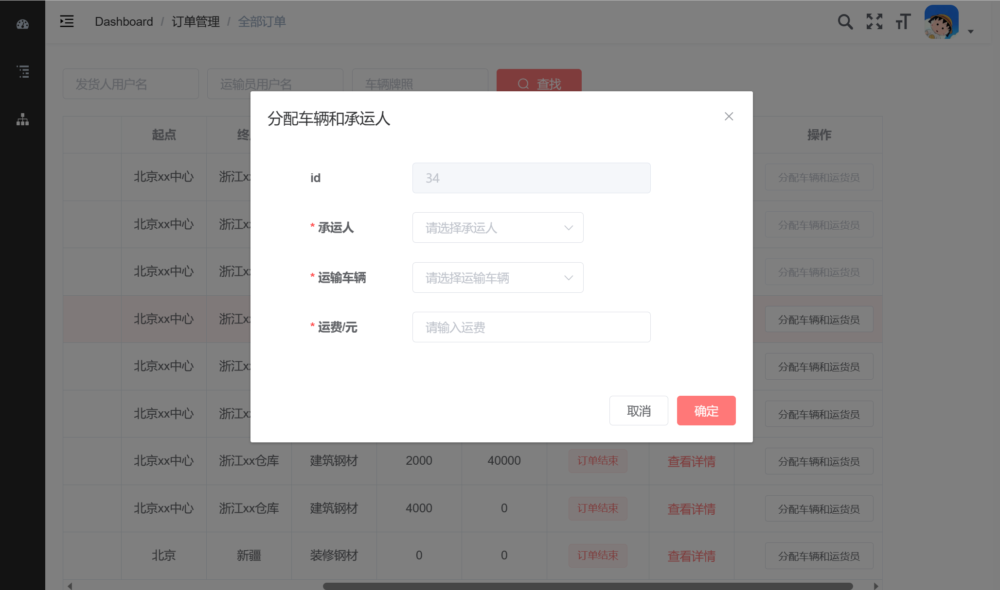 Dashboard / 订单管理 / 全部订单
发货人用户名 运输员用户名 车辆牌照 查找
分配车辆和承运人
起点 终 操作
id 34
北京xx中心 浙江xx 分配车辆和运货员
* 承运人 请选择承运人
北京xx中心 浙江xx 分配车辆和运货员
* 运输车辆 请选择运输车辆
北京xx中心 浙江xx 分配车辆和运货员
* 运费/元 请输入运费
北京xx中心 浙江xx 分配车辆和运货员
北京xx中心 浙江xx 分配车辆和运货员
取消 确定
北京xx中心 浙江xx 分配车辆和运货员
北京xx中心 浙江xx仓库 建筑钢材 2000 40000 订单结束 查看详情 分配车辆和运货员
北京xx中心 浙江xx仓库 建筑钢材 4000 0 订单结束 查看详情 分配车辆和运货员
北京 新疆 装修钢材 0 0 订单结束 查看详情 分配车辆和运货员